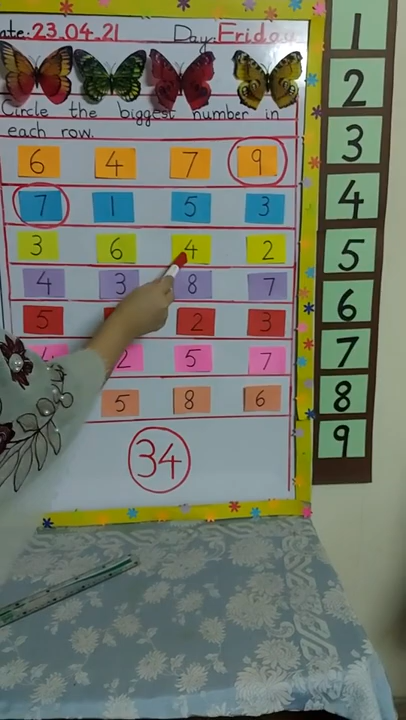 ate: 23.04.21 Day: Friday
Circle the biggest number in
each row.
6 4 7 9
7 1 5 3
3 6 4 2
4 3 8 7
5 2 3
2 5 7
5 8 6
34
1
2
3
4
5
6
7
8
9